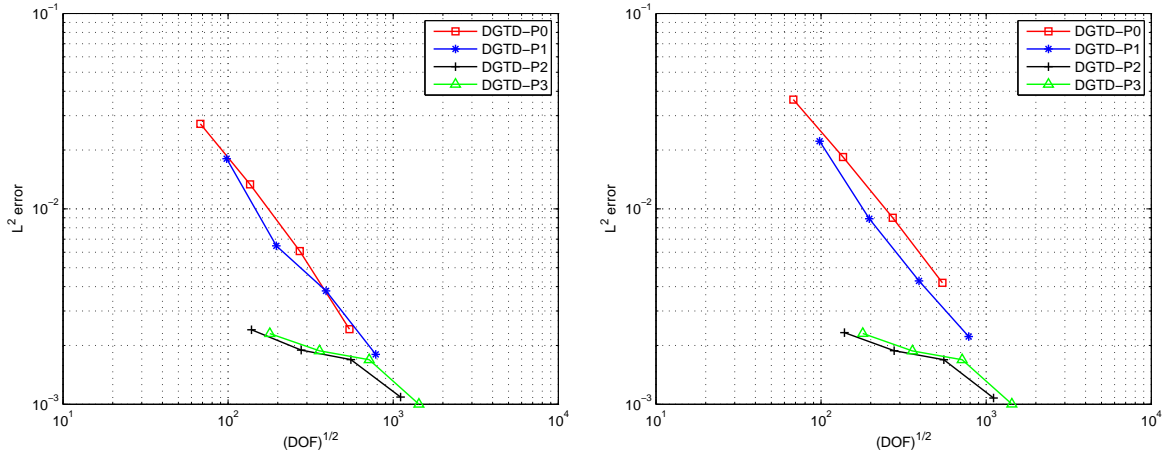 10^-1
10^-2
10^-3
L^2 error
10^1
10^2
10^3
10^4
(DOF)^1/2
DGTD−P0
DGTD−P1
DGTD−P2
DGTD−P3
10^-1
10^-2
10^-3
L^2 error
10^1
10^2
10^3
10^4
(DOF)^1/2
DGTD−P0
DGTD−P1
DGTD−P2
DGTD−P3